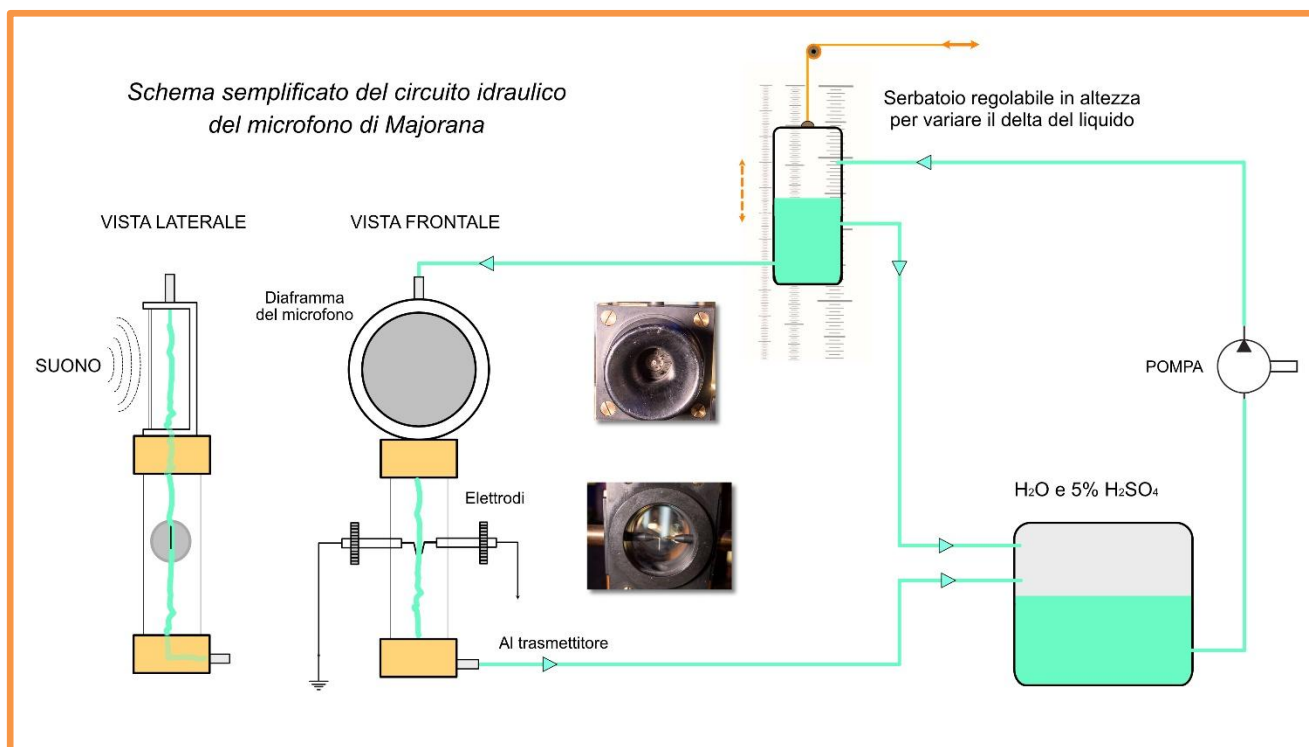 Schema semplificato del circuito idraulico
del microfono di Majorana
Serbatoio regolabile in altezza
per variare il delta del liquido
VISTA LATERALE
VISTA FRONTALE
Diaframma
del microfono
SUONO
POMPA
Elettrodi
H₂O e 5% H₂SO₄
Al trasmettitore